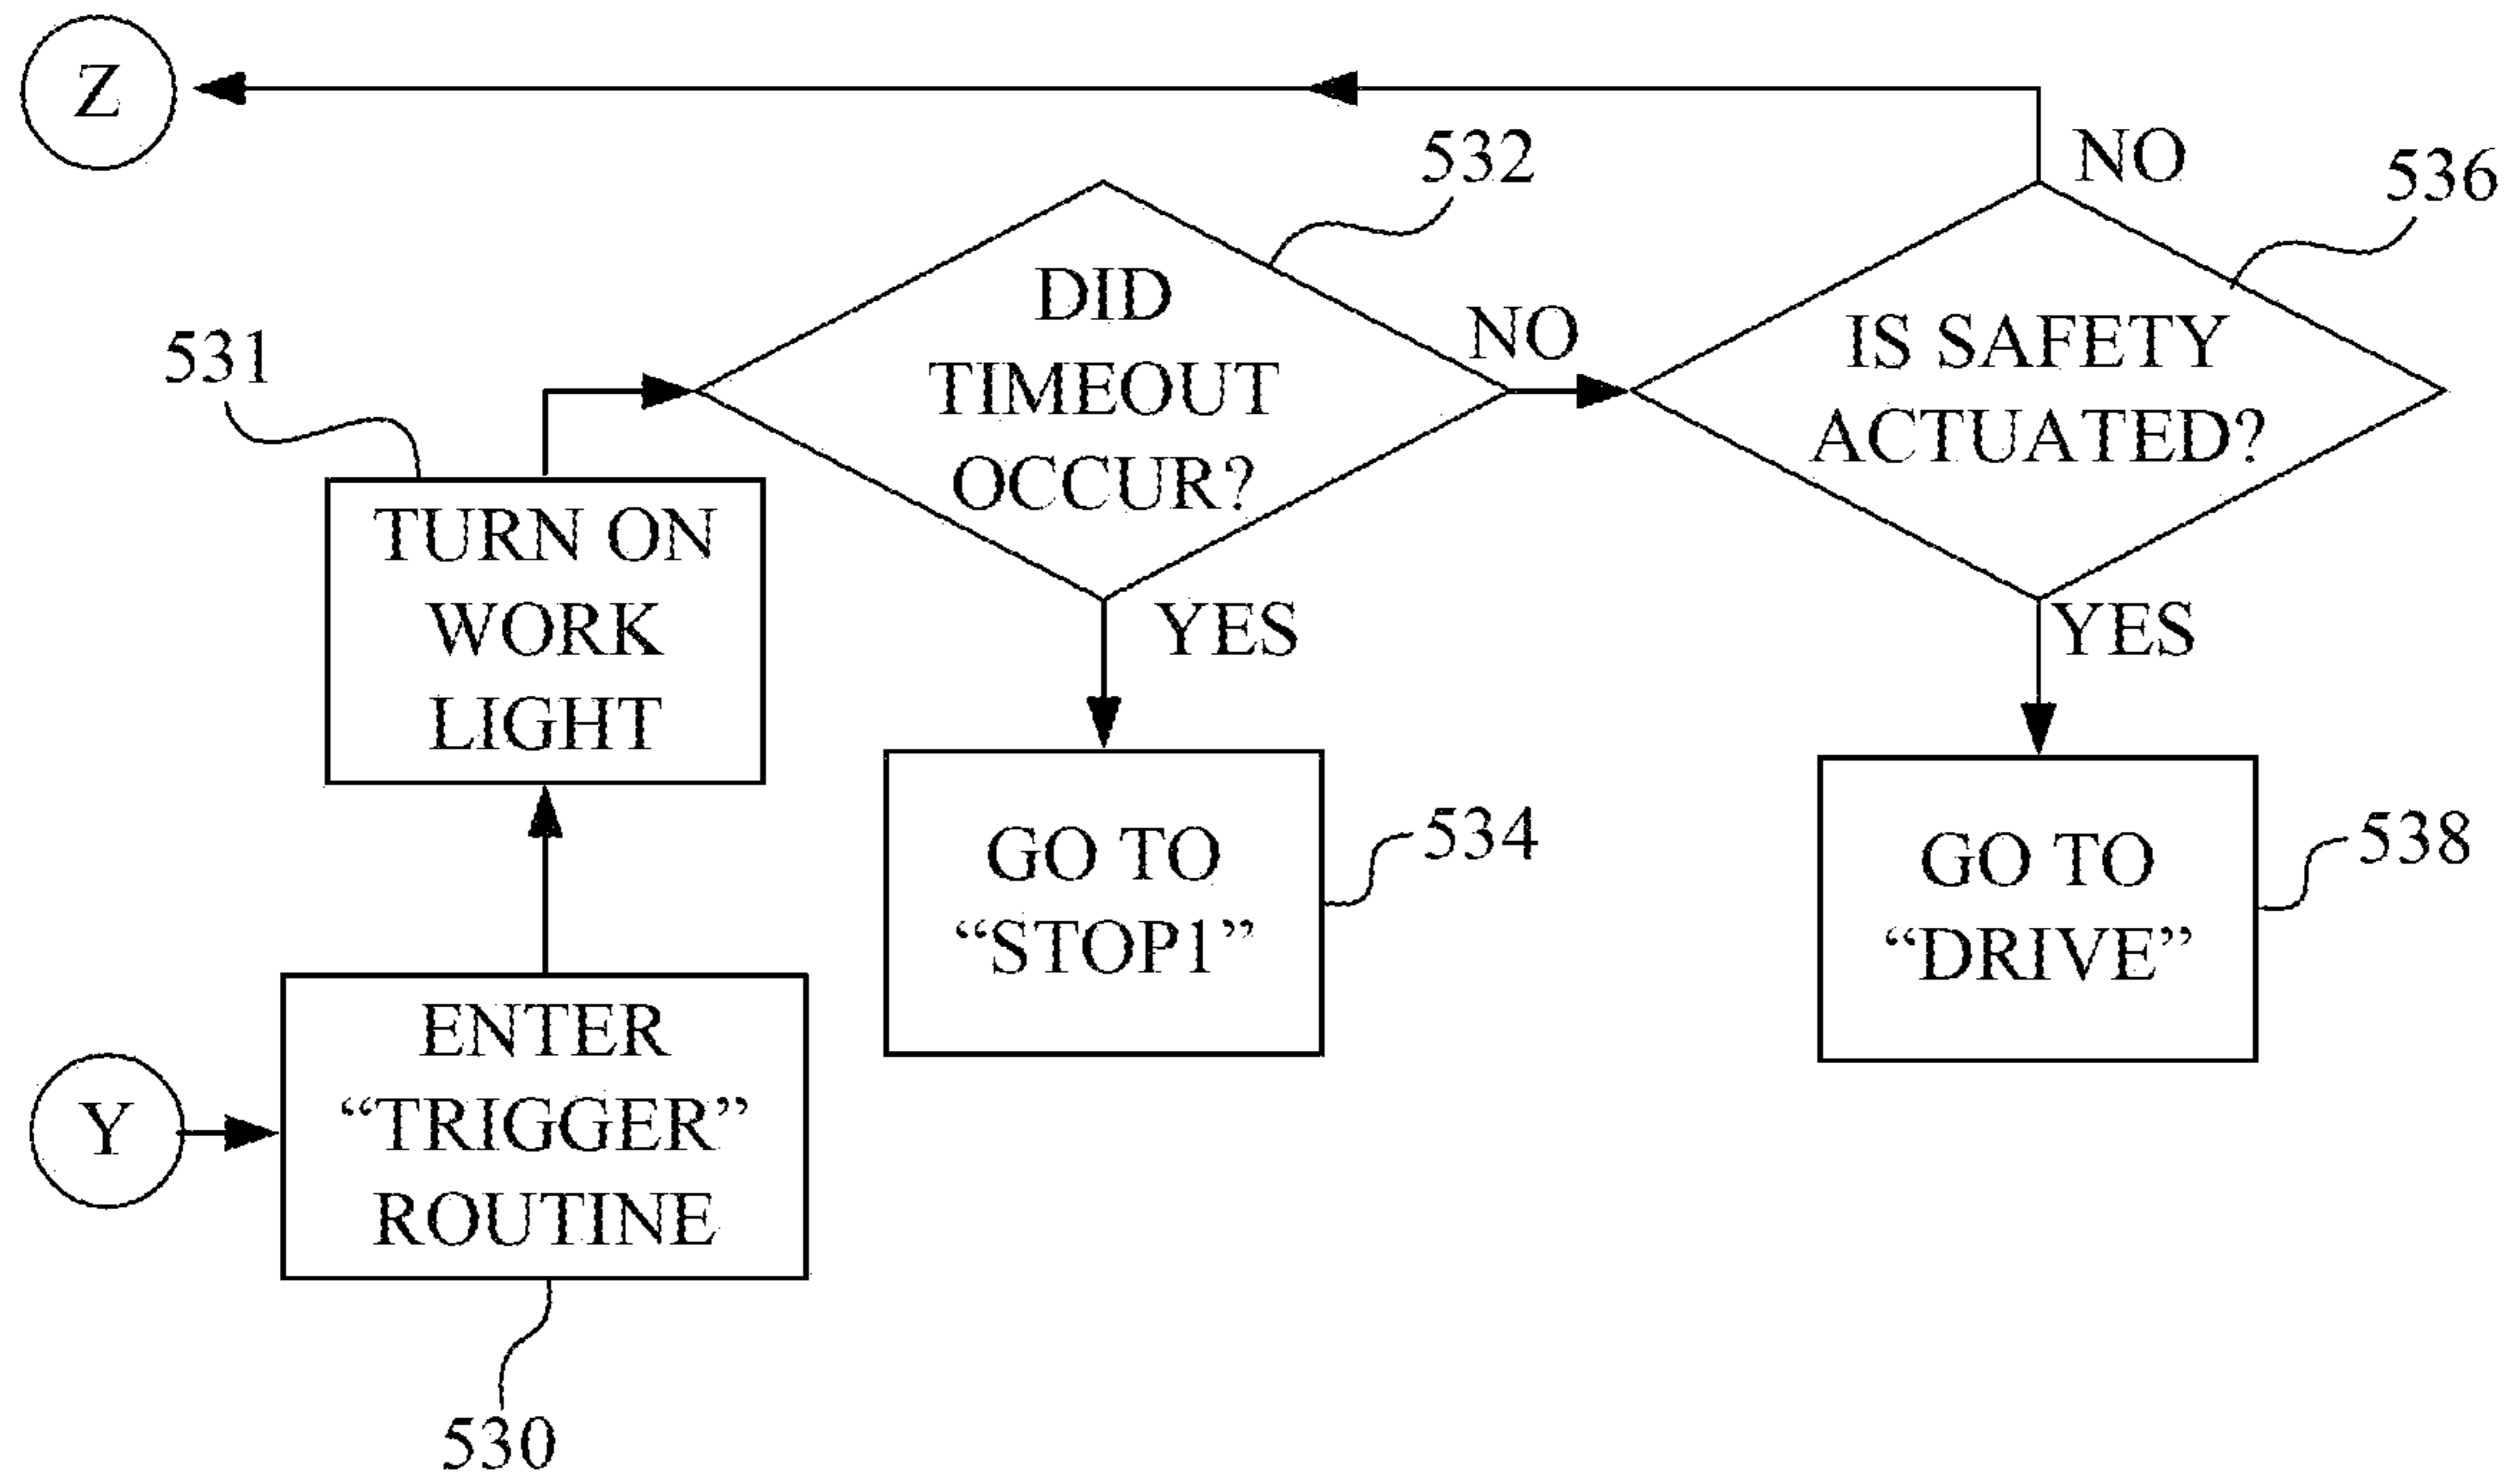 Z
532
NO
536
DID
TIMEOUT
OCCUR?
NO
IS SAFETY
ACTUATED?
531
TURN ON
WORK
LIGHT
YES
YES
GO TO
“STOP1”
534
GO TO
“DRIVE”
538
Y
ENTER
“TRIGGER”
ROUTINE
530